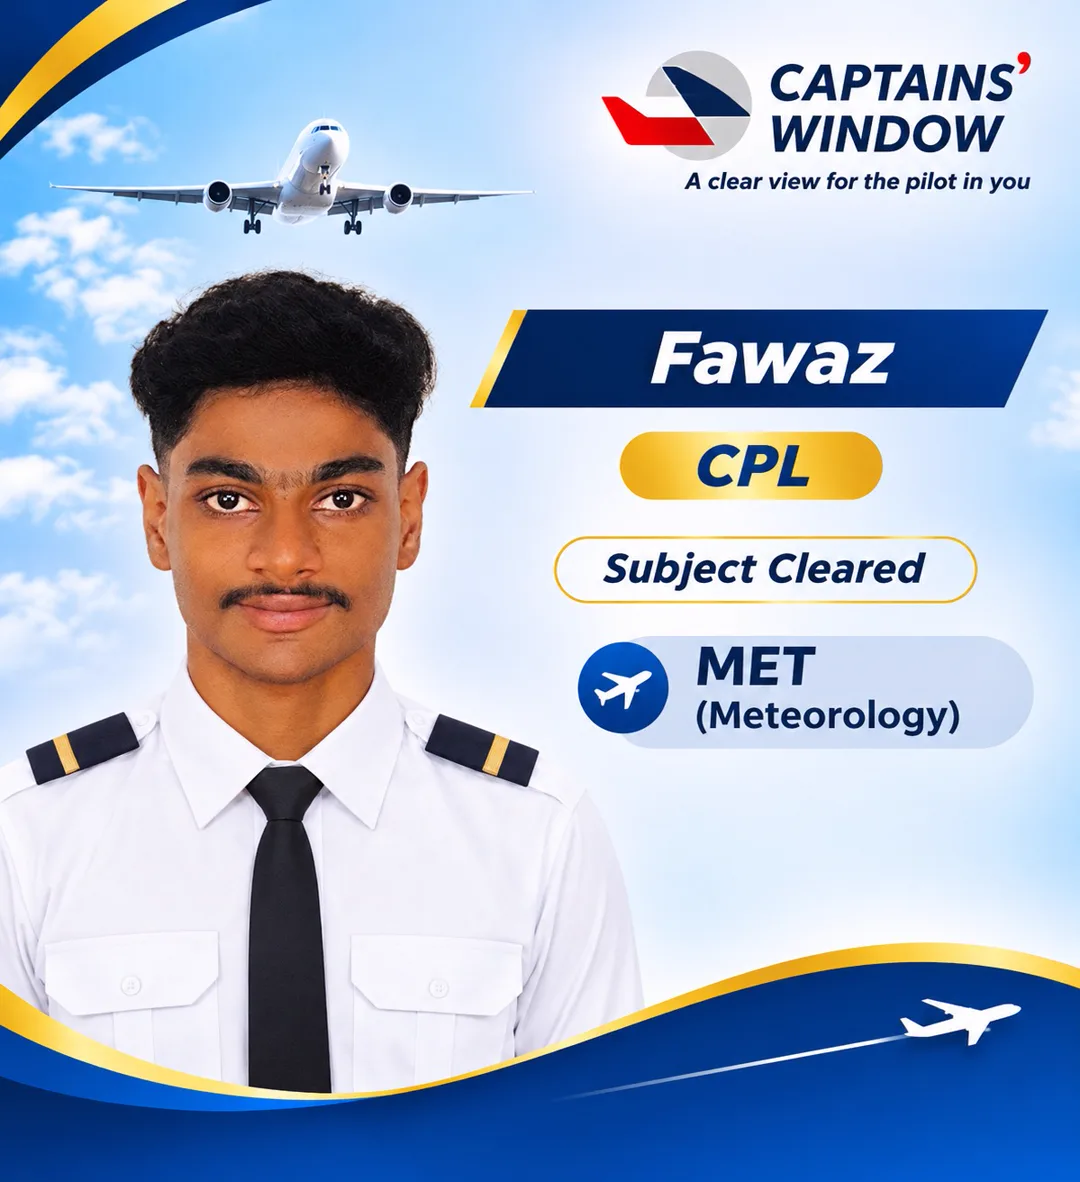 CAPTAINS’
WINDOW
A clear view for the pilot in you
Fawaz
CPL
Subject Cleared
MET
(Meteorology)